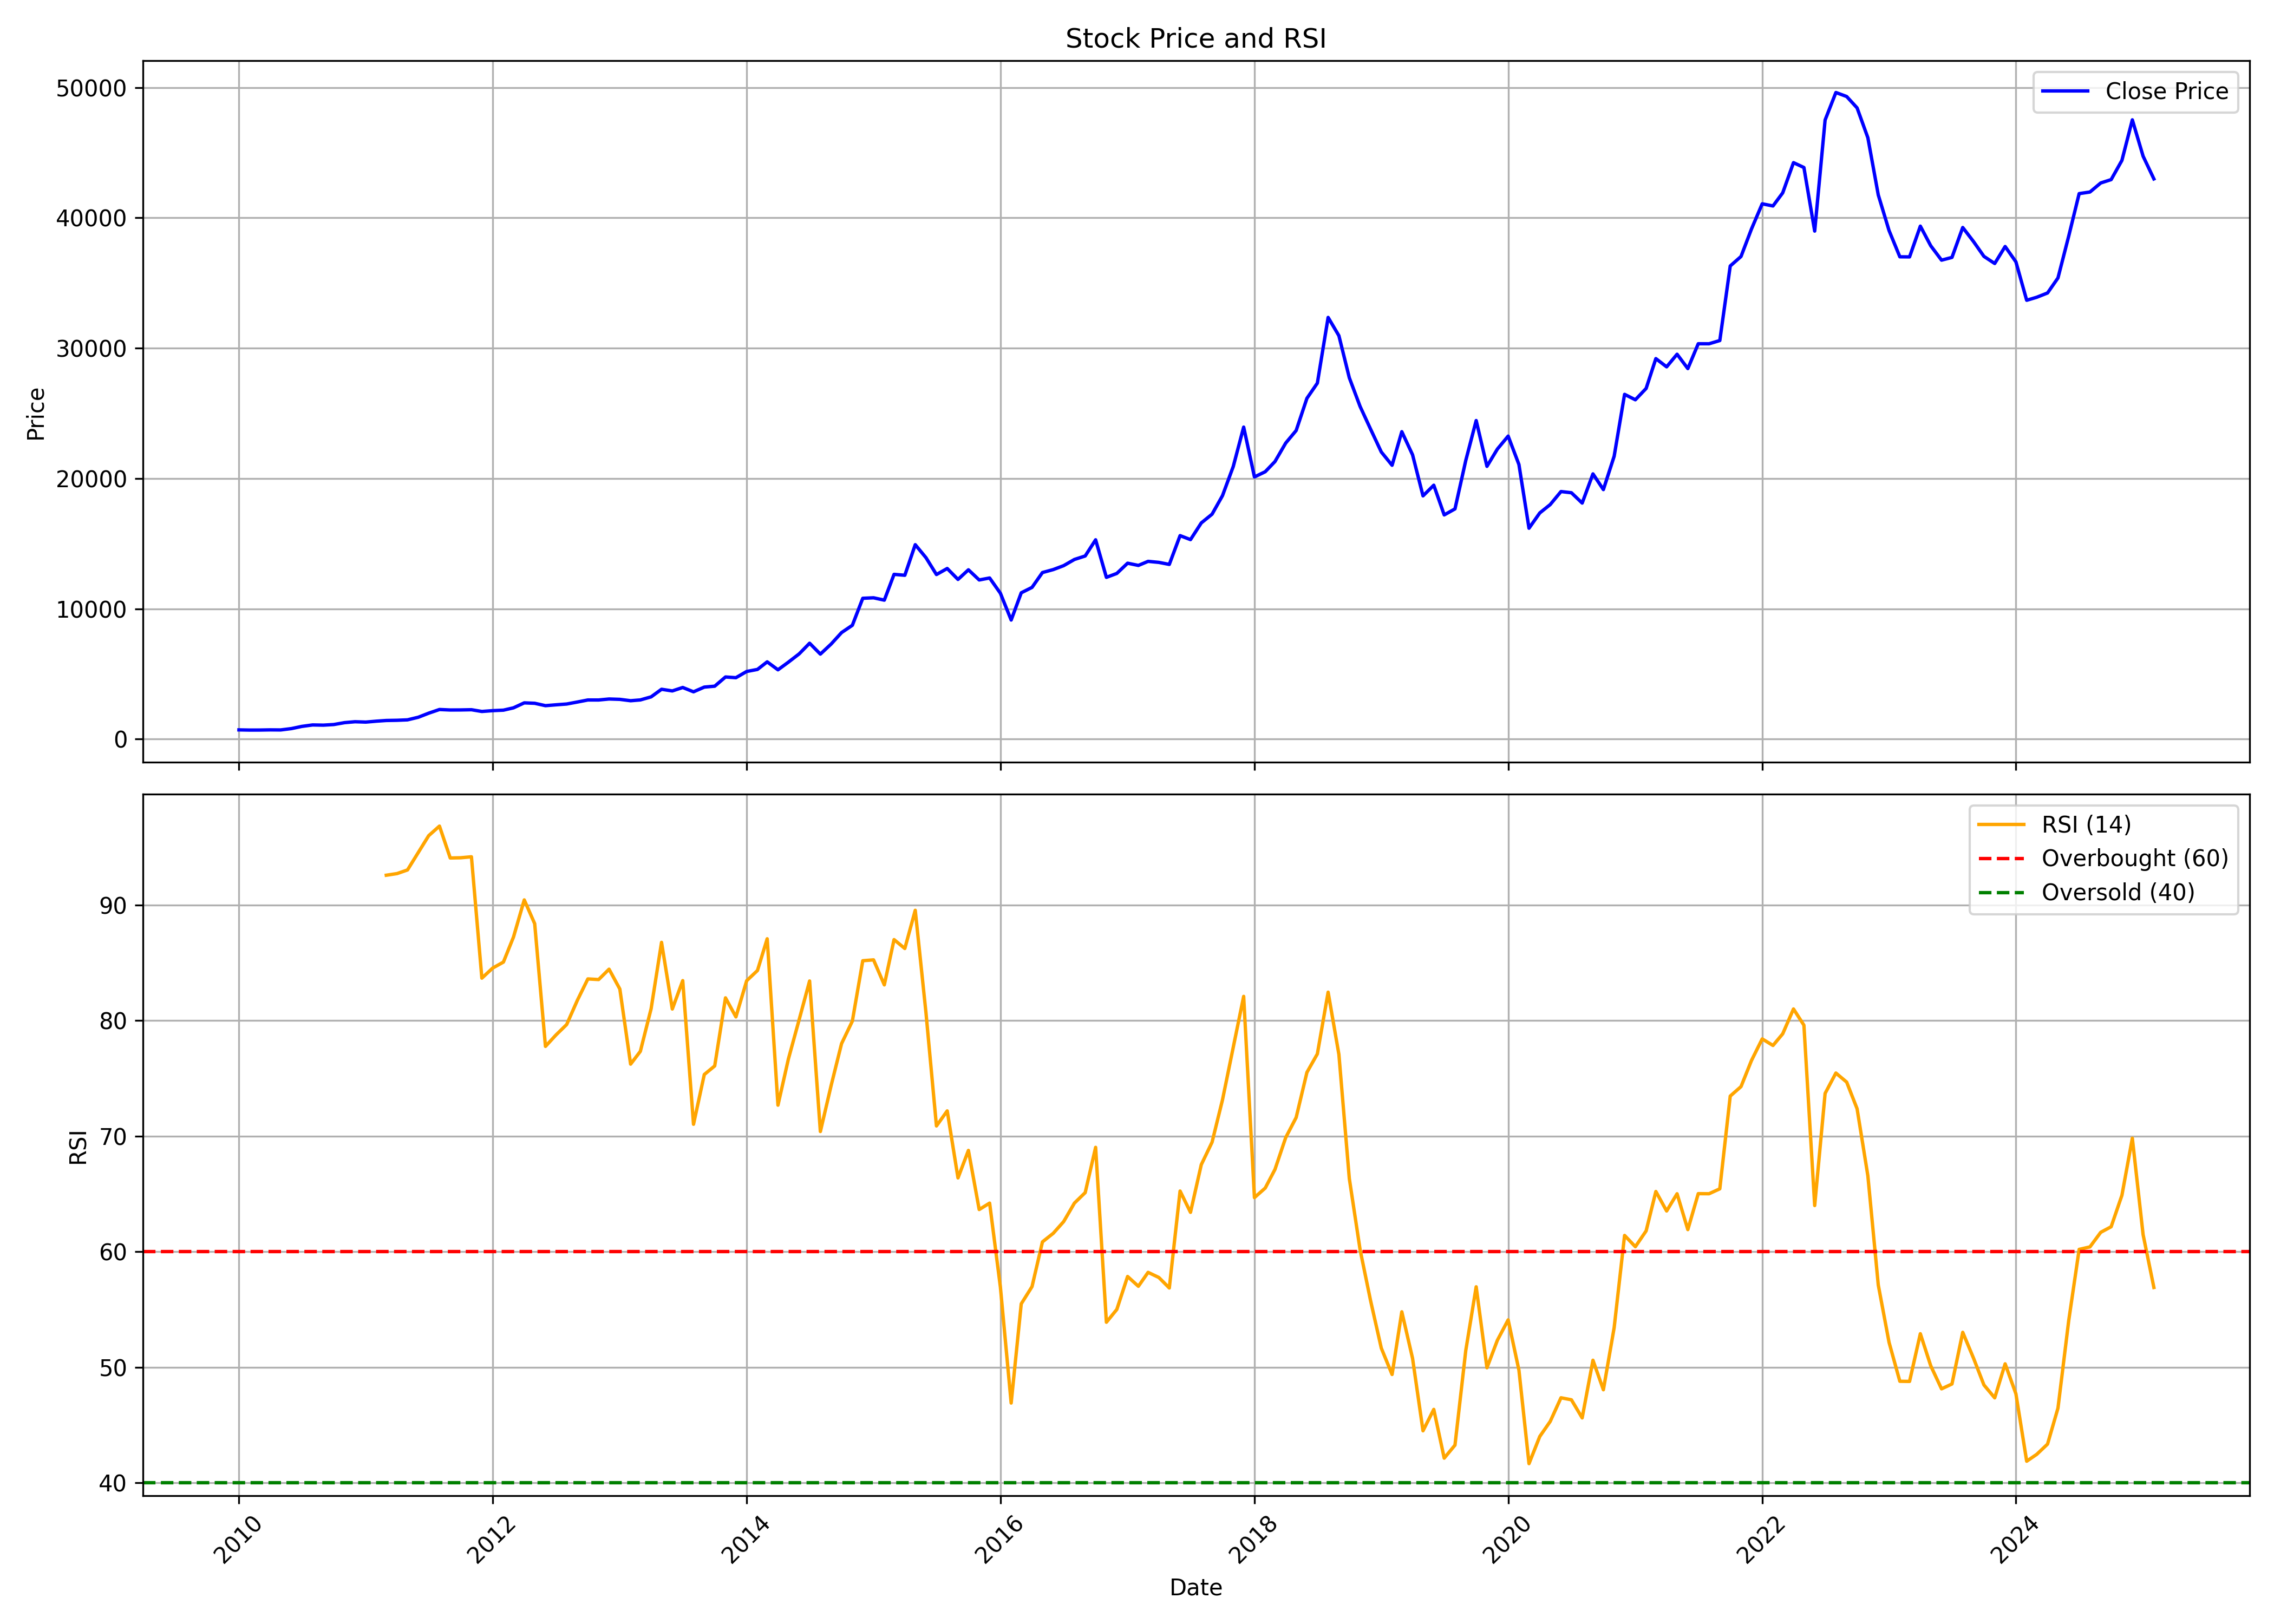 Stock Price and RSI
Close Price
50000
40000
30000
20000
10000
0
Price
RSI (14)
Overbought (60)
Oversold (40)
90
80
70
60
50
40
RSI
2010
2012
2014
2016
2018
2020
2022
2024
Date